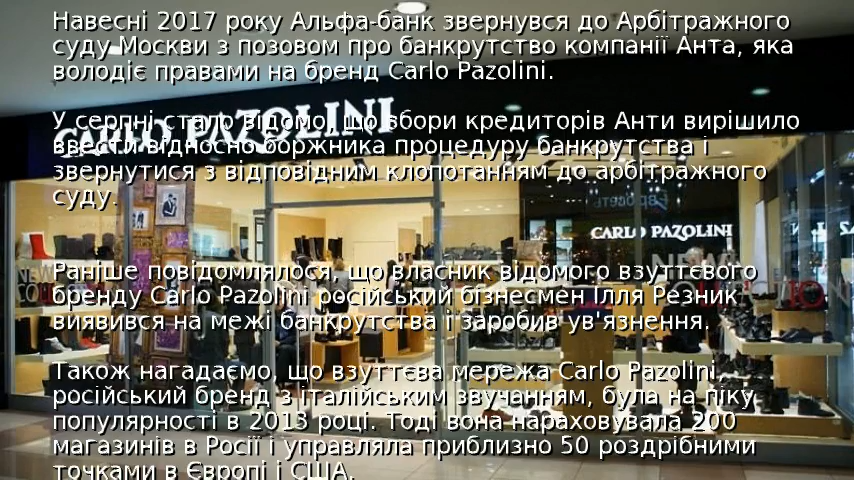 Навесні 2017 року Альфа-банк звернувся до Арбітражного
суду Москви з позовом про банкрутство компанії Анта, яка
володіє правами на бренд Carlo Pazolini.
У серпні стало відомо, що збори кредиторів Анти вирішило
ввести відносно боржника процедуру банкрутства і
звернутися з відповідним клопотанням до арбітражного
суду.
CARLO PAZOLINI
CARLO PAZOLINI
Раніше повідомлялося, що власник відомого взуттєвого
бренду Carlo Pazolini російський бізнесмен Ілля Резник
виявився на межі банкрутства і заробив ув'язнення.
NEW
NEW
Також нагадаємо, що взуттєва мережа Carlo Pazolini,
російський бренд з італійським звучанням, була на піку
популярності в 2013 році. Тоді вона нараховувала 200
магазинів в Росії і управляла приблизно 50 роздрібними
точками в Європі і США.